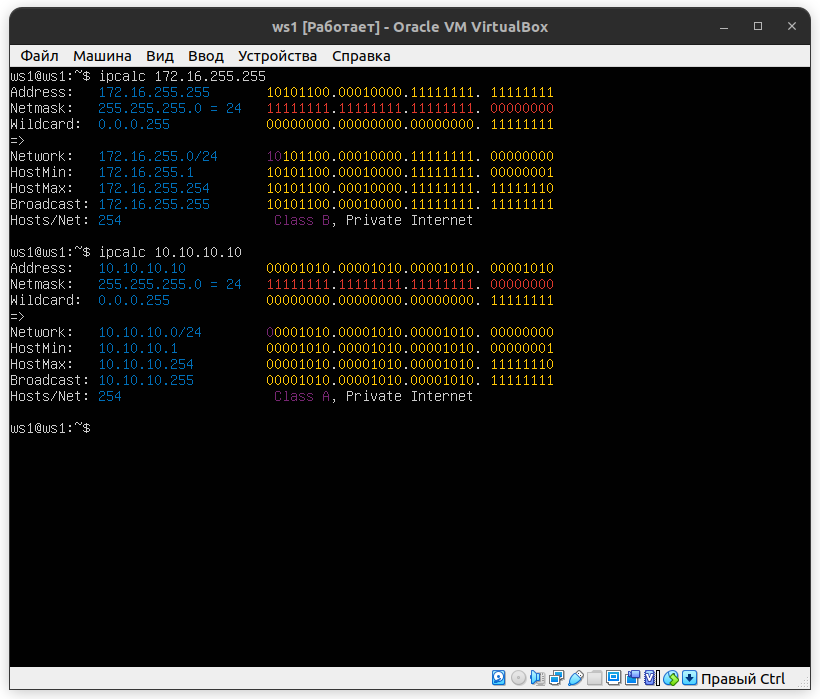 ws1 [Работает] - Oracle VM VirtualBox
Файл Машина Вид Ввод Устройства Справка
ws1@ws1:~$ ipcalc 172.16.255.255
Address: 172.16.255.255 10101100.00010000.11111111. 11111111
Netmask: 255.255.255.0 = 24 11111111.11111111.11111111. 00000000
Wildcard: 0.0.0.255 00000000.00000000.00000000. 11111111
=>
Network: 172.16.255.0/24 10101100.00010000.11111111. 00000000
HostMin: 172.16.255.1 10101100.00010000.11111111. 00000001
HostMax: 172.16.255.254 10101100.00010000.11111111. 11111110
Broadcast: 172.16.255.255 10101100.00010000.11111111. 11111111
Hosts/Net: 254 Class B, Private Internet
ws1@ws1:~$ ipcalc 10.10.10.10
Address: 10.10.10.10 00001010.00001010.00001010. 00001010
Netmask: 255.255.255.0 = 24 11111111.11111111.11111111. 00000000
Wildcard: 0.0.0.255 00000000.00000000.00000000. 11111111
=>
Network: 10.10.10.0/24 00001010.00001010.00001010. 00000000
HostMin: 10.10.10.1 00001010.00001010.00001010. 00000001
HostMax: 10.10.10.254 00001010.00001010.00001010. 11111110
Broadcast: 10.10.10.255 00001010.00001010.00001010. 11111111
Hosts/Net: 254 Class A, Private Internet
ws1@ws1:~$
Правый Ctrl